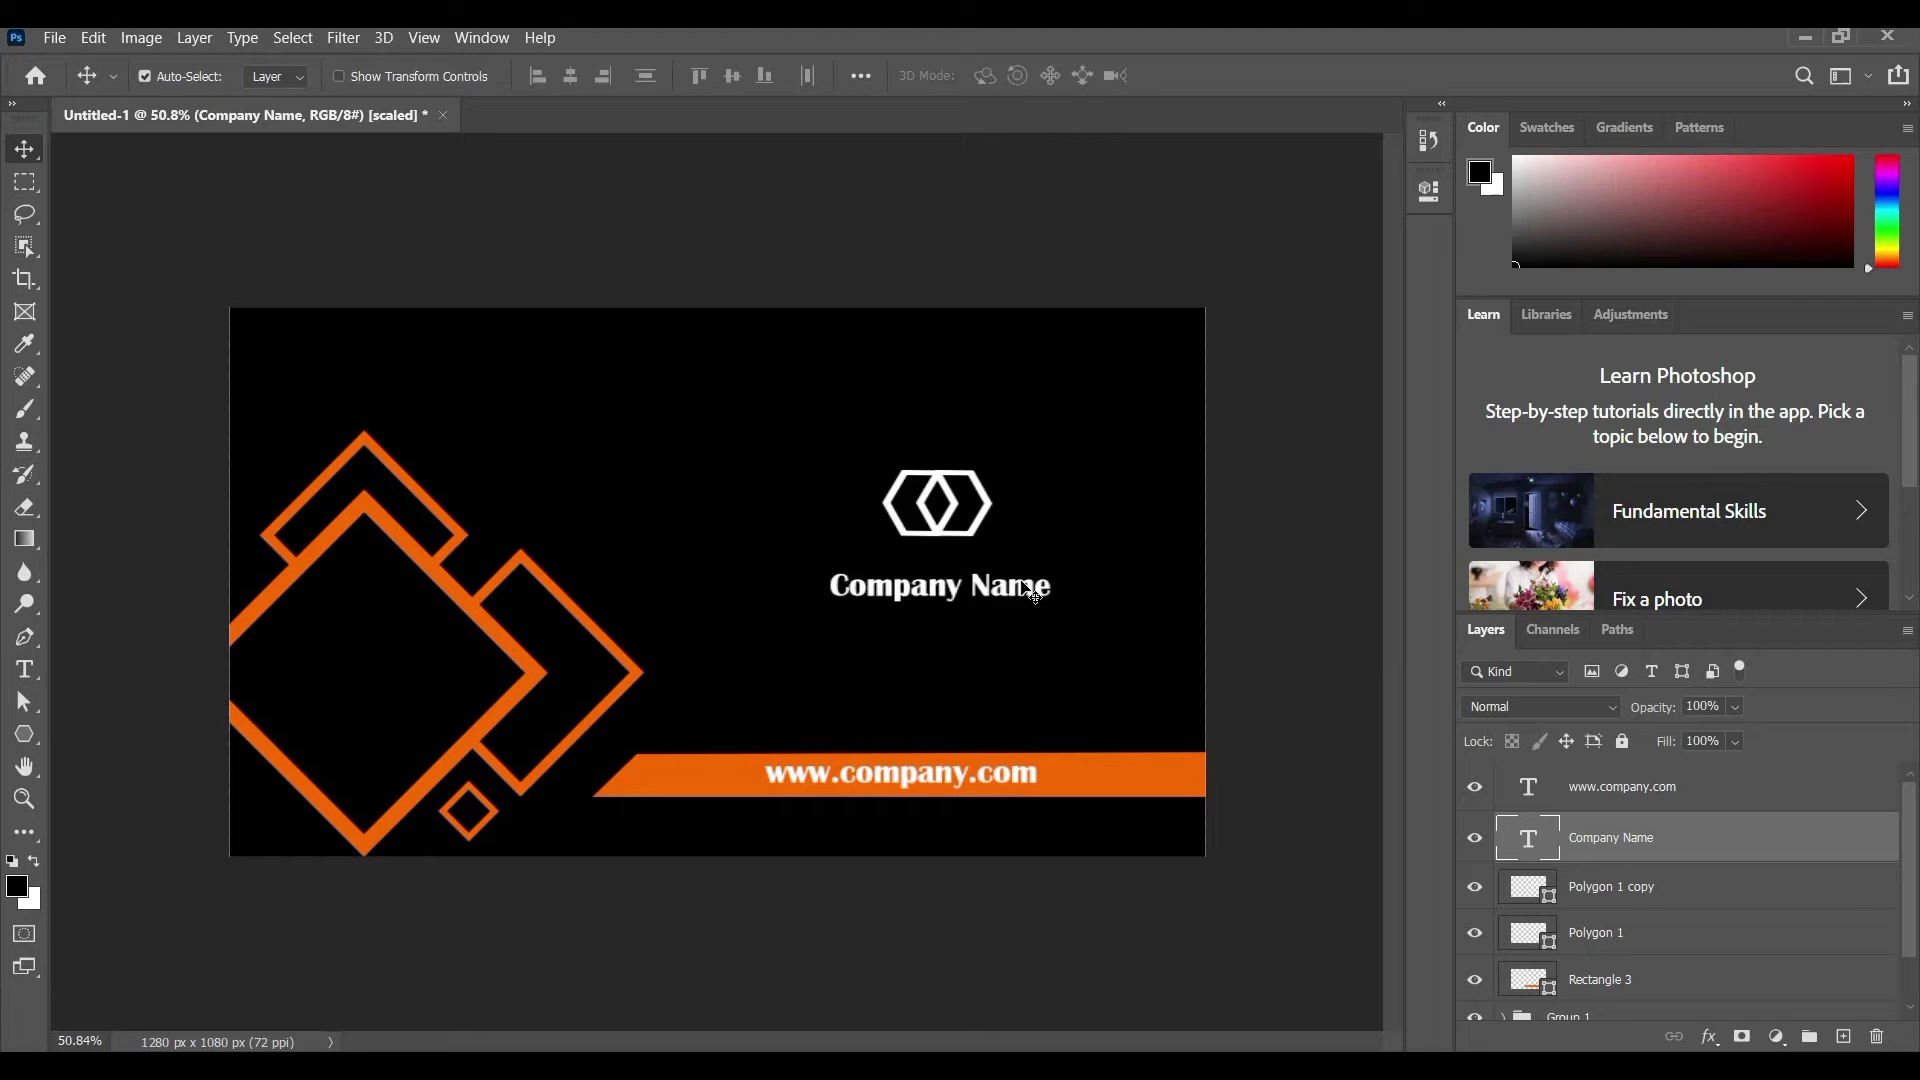 Ps File Edit Image Layer Type Select Filter 3D View Window Help
Auto-Select: Layer Show Transform Controls 3D Mode:
Untitled-1 @ 50.8% (Company Name, RGB/8#) [scaled] *
Color Swatches Gradients Patterns
Learn Libraries Adjustments
Learn Photoshop
Step-by-step tutorials directly in the app. Pick a
topic below to begin.
Fundamental Skills
Fix a photo
Company Name
www.company.com
Layers Channels Paths
Kind
Normal Opacity: 100%
Lock: Fill: 100%
www.company.com
Company Name
Polygon 1 copy
Polygon 1
Rectangle 3
Group 1
50.84% 1280 px x 1080 px (72 ppi)